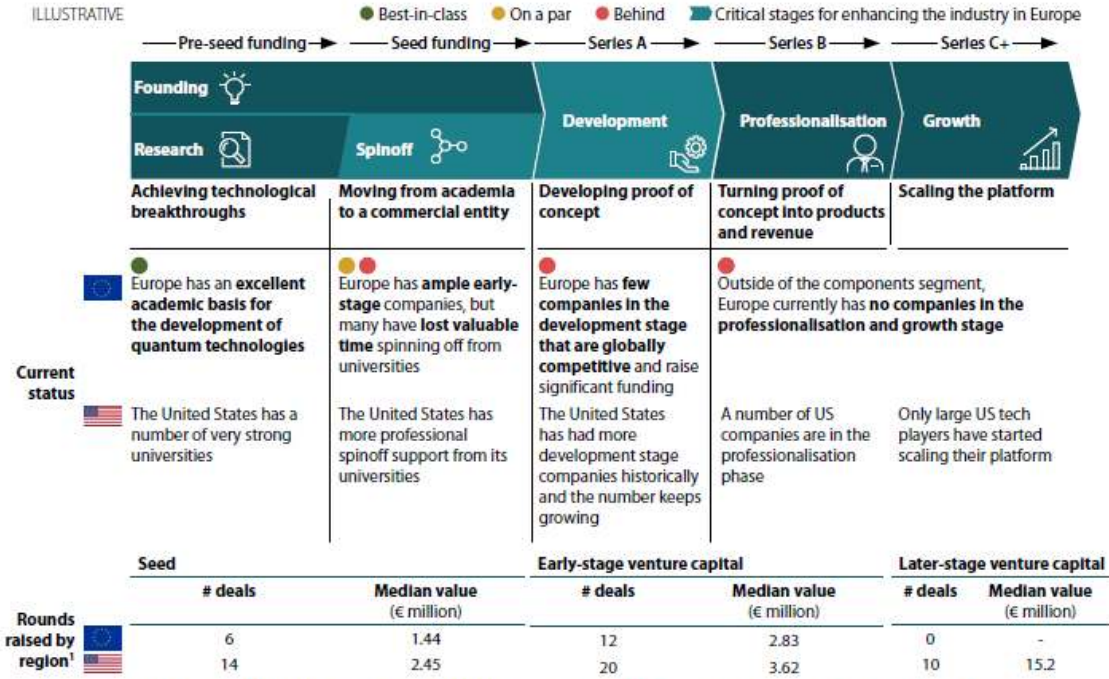 ILLUSTRATIVE
Best-in-class On a par Behind Critical stages for enhancing the industry in Europe
Pre-seed funding Seed funding Series A Series B Series C+
Founding
Research
Spinoff
Development
Professionalisation
Growth
Achieving technological
breakthroughs
Moving from academia
to a commercial entity
Developing proof of
concept
Turning proof of
concept into products
and revenue
Scaling the platform
Current
status
Europe has an excellent
academic basis for
the development of
quantum technologies
Europe has ample early-
stage companies, but
many have lost valuable
time spinning off from
universities
Europe has few
companies in the
development stage
that are globally
competitive and raise
significant funding
Outside of the components segment,
Europe currently has no companies in the
professionalisation and growth stage
The United States has a
number of very strong
universities
The United States has
more professional
spinoff support from its
universities
The United States
has had more
development stage
companies historically
and the number keeps
growing
A number of US
companies are in the
professionalisation
phase
Only large US tech
players have started
scaling their platform
Seed Early-stage venture capital Later-stage venture capital
# deals Median value # deals Median value # deals Median value
(€ million) (€ million) (€ million)
Rounds
raised by
region1
6 1.44 12 2.83 0 -
14 2.45 20 3.62 10 15.2